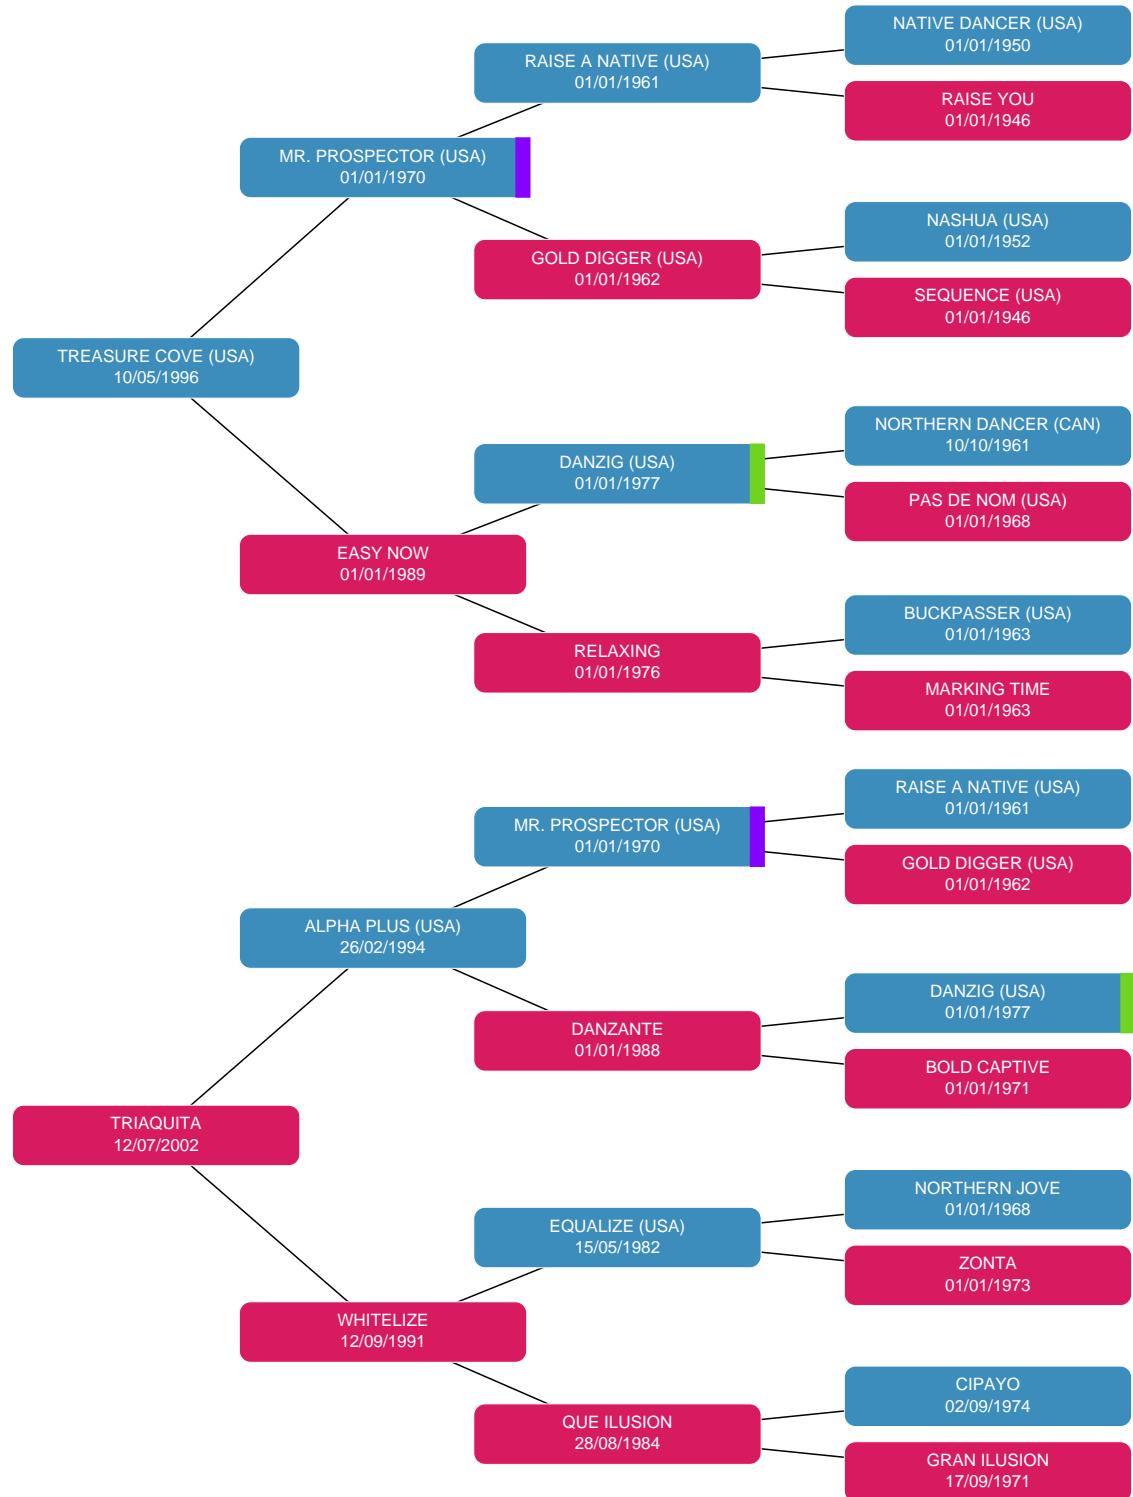 NATIVE DANCER (USA)
01/01/1950
RAISE A NATIVE (USA)
01/01/1961
RAISE YOU
01/01/1946
MR. PROSPECTOR (USA)
01/01/1970
NASHUA (USA)
01/01/1952
GOLD DIGGER (USA)
01/01/1962
SEQUENCE (USA)
01/01/1946
TREASURE COVE (USA)
10/05/1996
NORTHERN DANCER (CAN)
10/10/1961
DANZIG (USA)
01/01/1977
PAS DE NOM (USA)
01/01/1968
EASY NOW
01/01/1989
BUCKPASSER (USA)
01/01/1963
RELAXING
01/01/1976
MARKING TIME
01/01/1963
RAISE A NATIVE (USA)
01/01/1961
MR. PROSPECTOR (USA)
01/01/1970
GOLD DIGGER (USA)
01/01/1962
ALPHA PLUS (USA)
26/02/1994
DANZIG (USA)
01/01/1977
DANZANTE
01/01/1988
BOLD CAPTIVE
01/01/1971
TRIAQUITA
12/07/2002
NORTHERN JOVE
01/01/1968
EQUALIZE (USA)
15/05/1982
ZONTA
01/01/1973
WHITELIZE
12/09/1991
CIPAYO
02/09/1974
QUE ILUSION
28/08/1984
GRAN ILUSION
17/09/1971